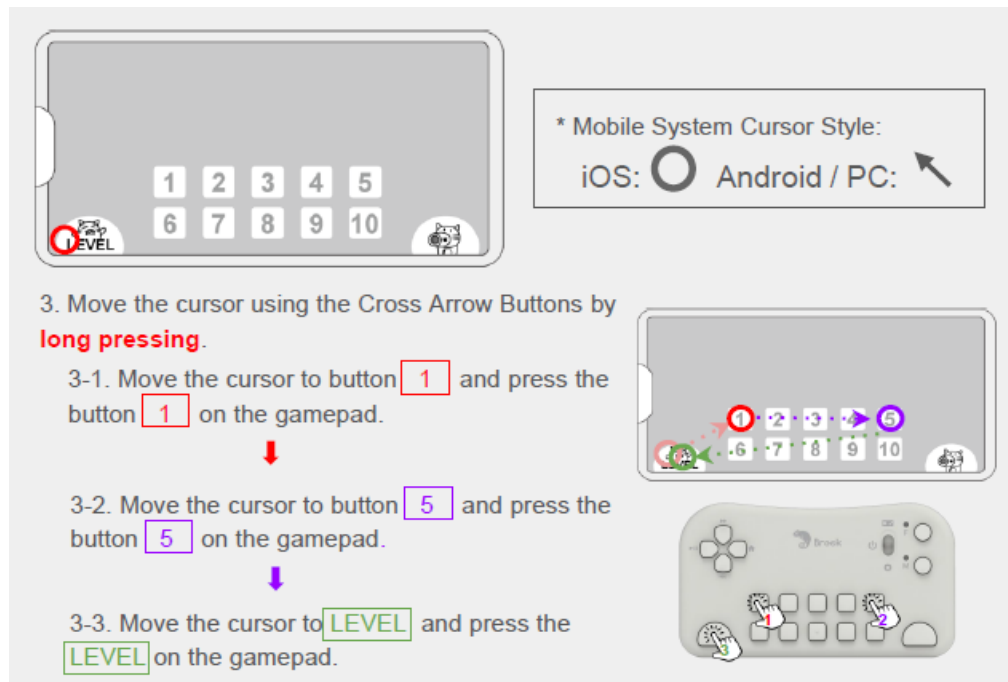 1 2 3 4 5
6 7 8 9 10
LEVEL
* Mobile System Cursor Style:
iOS: Android / PC:
3. Move the cursor using the Cross Arrow Buttons by
long pressing.
3-1. Move the cursor to button 1 and press the
button 1 on the gamepad.
3-2. Move the cursor to button 5 and press the
button 5 on the gamepad.
3-3. Move the cursor to LEVEL and press the
LEVEL on the gamepad.
1 2 3 4 5
6 7 8 9 10
Brook
1 2
3